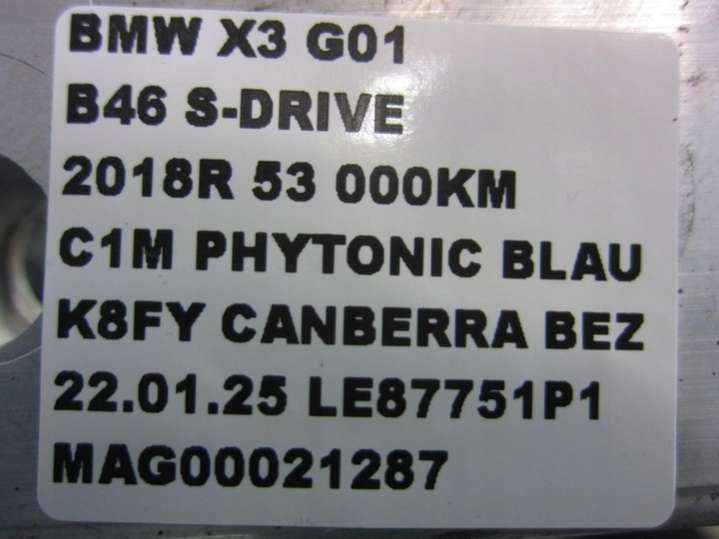 BMW X3 G01
B46 S-DRIVE
2018R 53 000KM
C1M PHYTONIC BLAU
K8FY CANBERRA BEZ
22.01.25 LE87751P1
MAG00021287